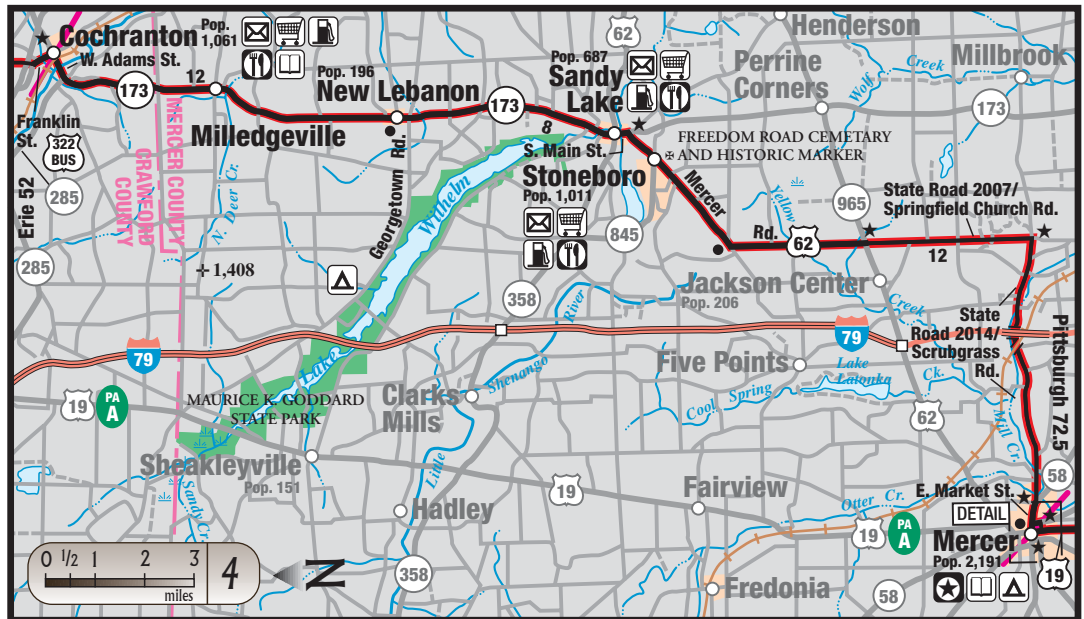 Cochranton
Pop.
1,061
W. Adams St.
12
173
Franklin
St.
322
BUS
285
Erie 52
285
MERCER COUNTY
CRAWFORD
COUNTY
Milledgeville
N. Deer Cr.
1,408
Pop. 196
New Lebanon
173
Georgetown Rd.
8
Lake Wilhelm
62
Pop. 687
Sandy
Lake
S. Main St.
Stoneboro
Pop. 1,011
845
FREEDOM ROAD CEMETARY
AND HISTORIC MARKER
Mercer Rd.
62
Henderson
Perrine
Corners
Wolf Creek
Millbrook
173
965
Yellow Creek
State Road 2007/
Springfield Church Rd.
12
Jackson Center
Pop. 206
State
Road 2014/
Scrubgrass
Rd.
Pittsburgh 72.5
79
79
358
Little Shenango River
Five Points
Lake
Latonka
Cool Spring Ck.
62
Mill Cr.
19
PA
A
MAURICE K. GODDARD
STATE PARK
Clarks
Mills
Sheakleyville
Pop. 151
Sandy Cr.
Hadley
19
Fairview
Otter Cr.
58
E. Market St.
DETAIL
Mercer
Pop. 2,191
19
19
PA
A
58
Fredonia
358
0 1/2 1 2 3
miles
4
N